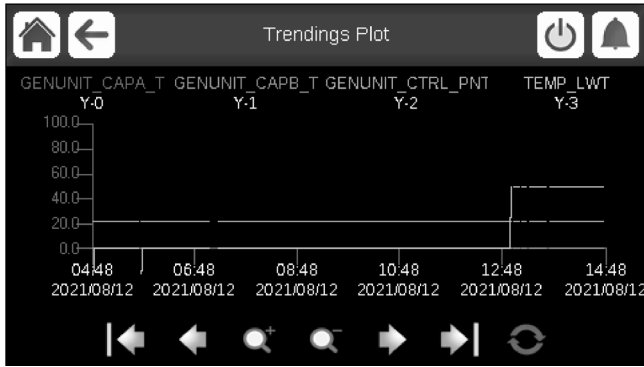 Trendings Plot
GENUNIT_CAPA_T GENUNIT_CAPB_T GENUNIT_CTRL_PNT TEMP_LWT
Y-0 Y-1 Y-2 Y-3
100.0
80.0
60.0
40.0
20.0
0.0
04:48 06:48 08:48 10:48 12:48 14:48
2021/08/12 2021/08/12 2021/08/12 2021/08/12 2021/08/12 2021/08/12